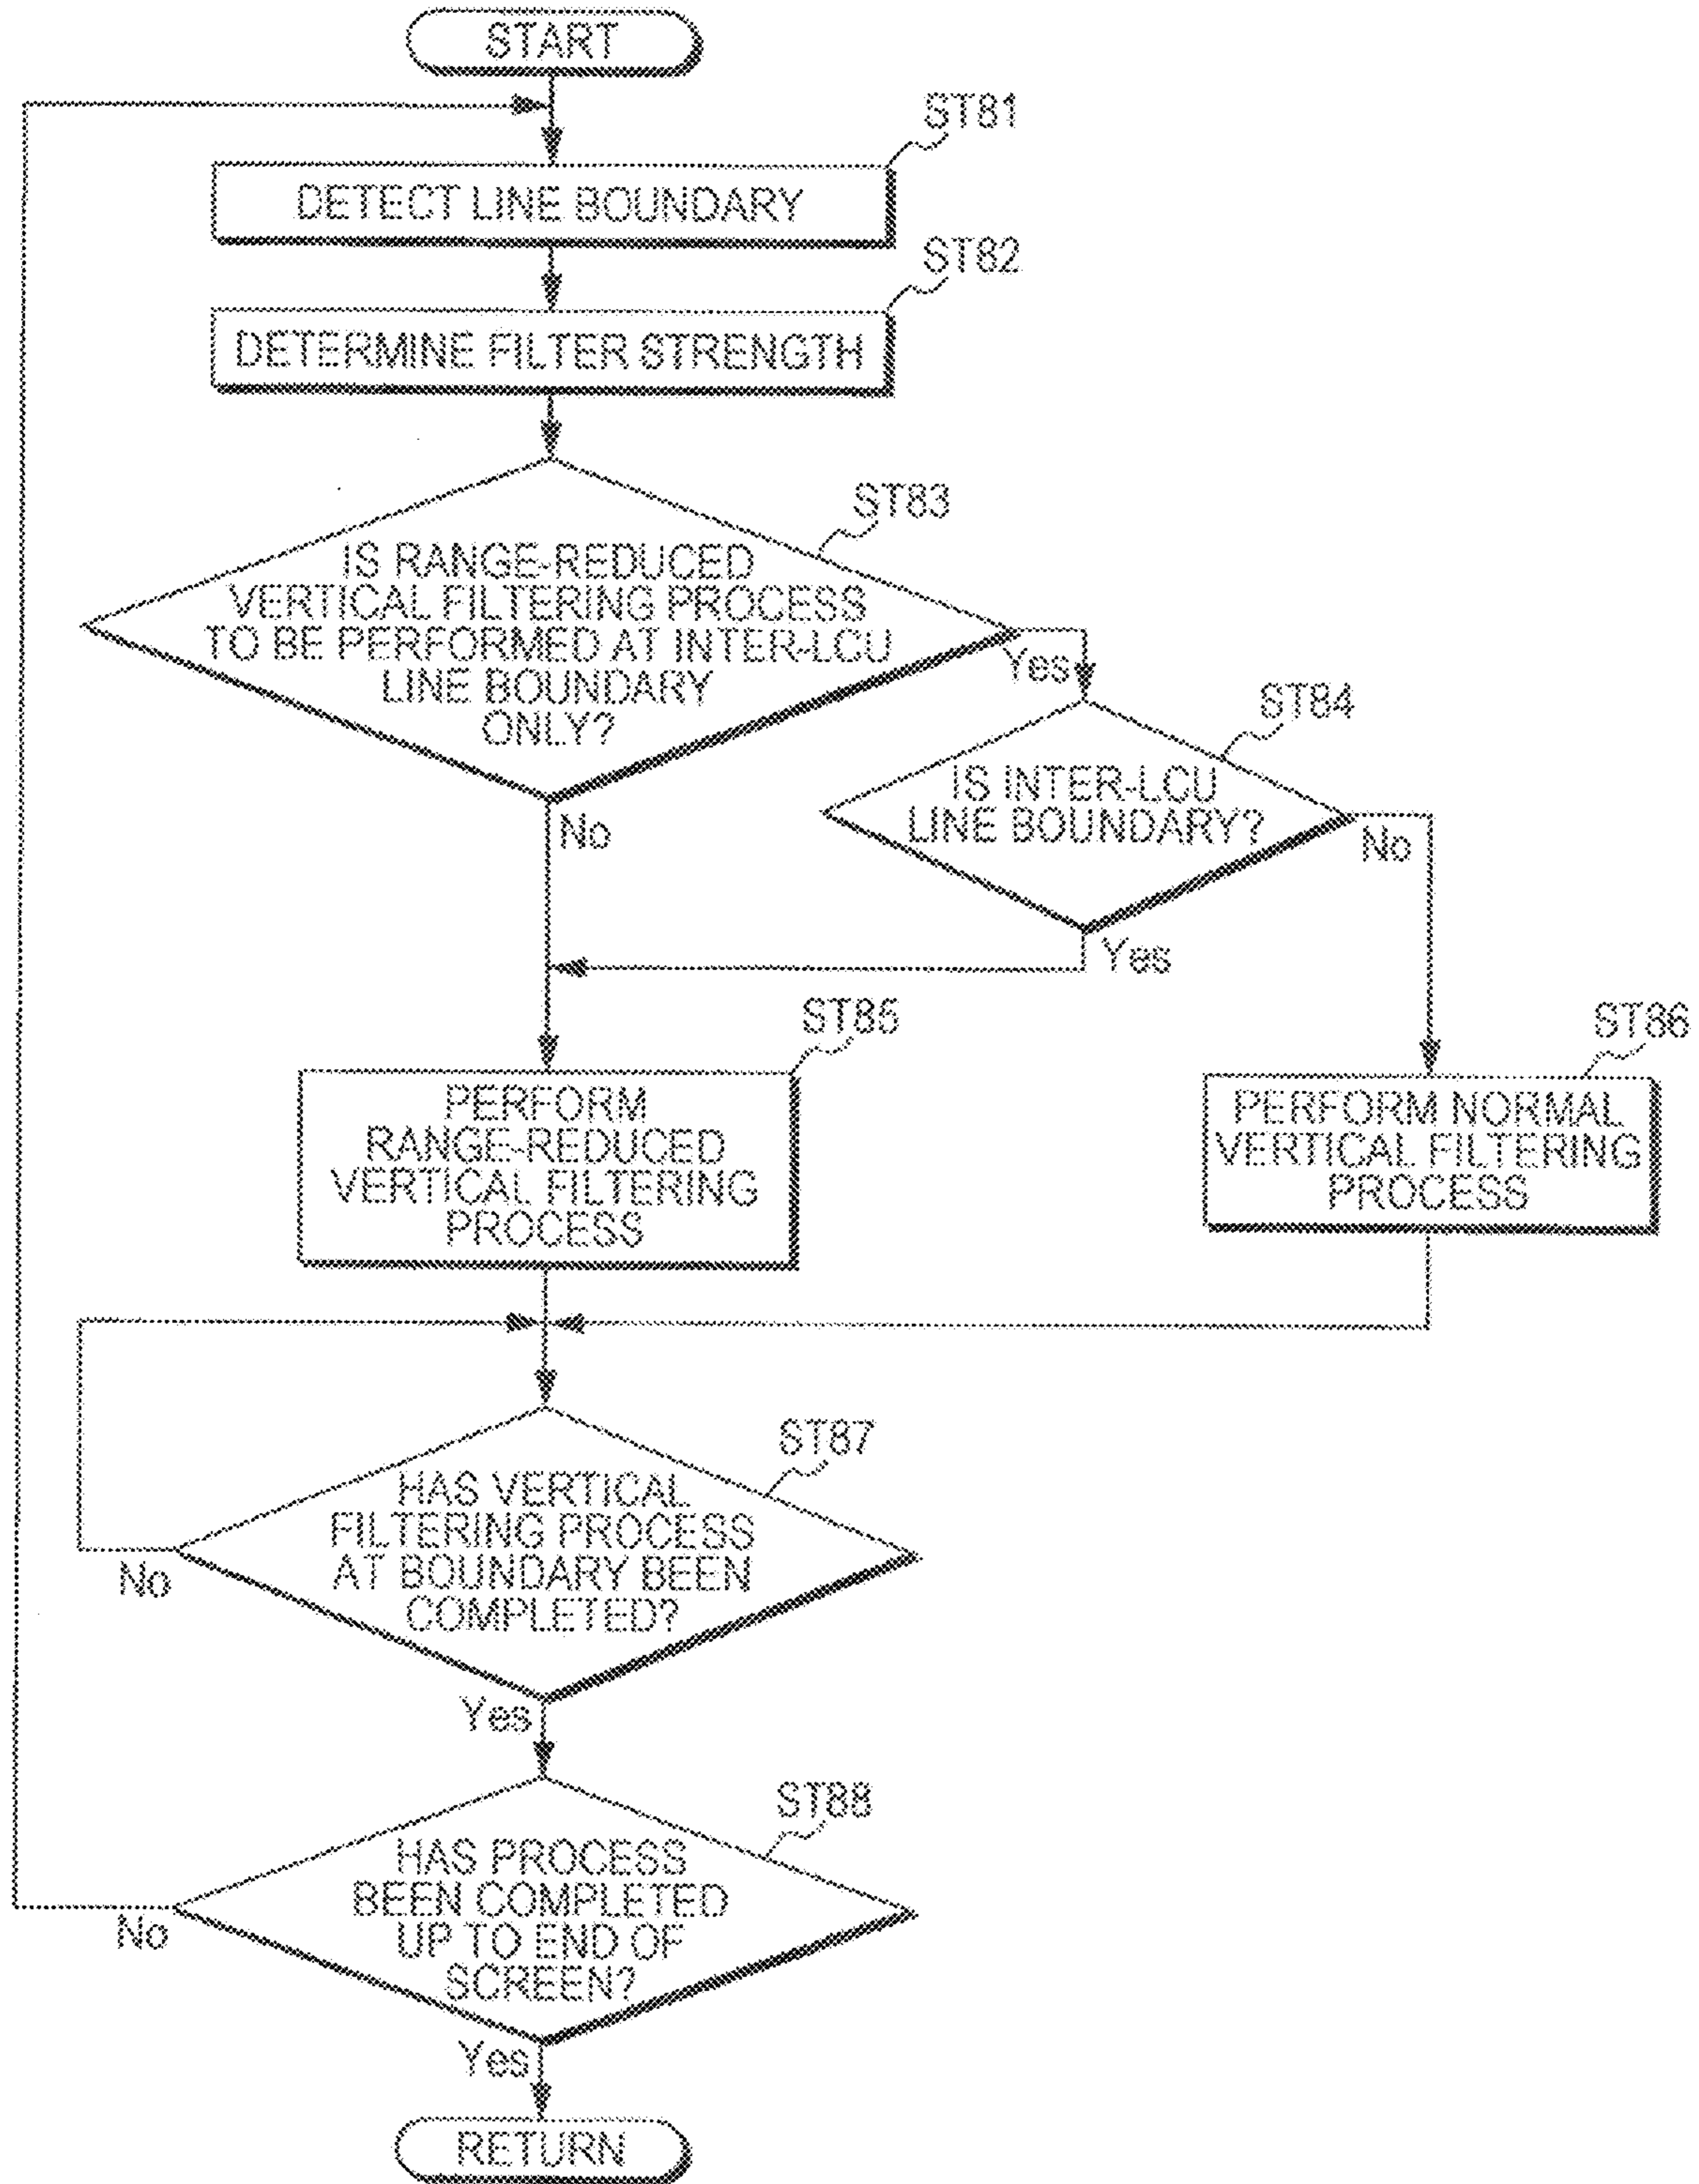 START
ST81
DETECT LINE BOUNDARY
ST82
DETERMINE FILTER STRENGTH
ST83
IS RANGE-REDUCED
VERTICAL FILTERING PROCESS
TO BE PERFORMED AT INTER-LCU
LINE BOUNDARY
ONLY?
Yes
ST84
IS INTER-LCU
LINE BOUNDARY?
No
No
Yes
ST85
PERFORM
RANGE-REDUCED
VERTICAL FILTERING
PROCESS
ST86
PERFORM NORMAL
VERTICAL FILTERING
PROCESS
ST87
HAS VERTICAL
FILTERING PROCESS
AT BOUNDARY BEEN
COMPLETED?
No
Yes
ST88
HAS PROCESS
BEEN COMPLETED
UP TO END OF
SCREEN?
No
Yes
RETURN